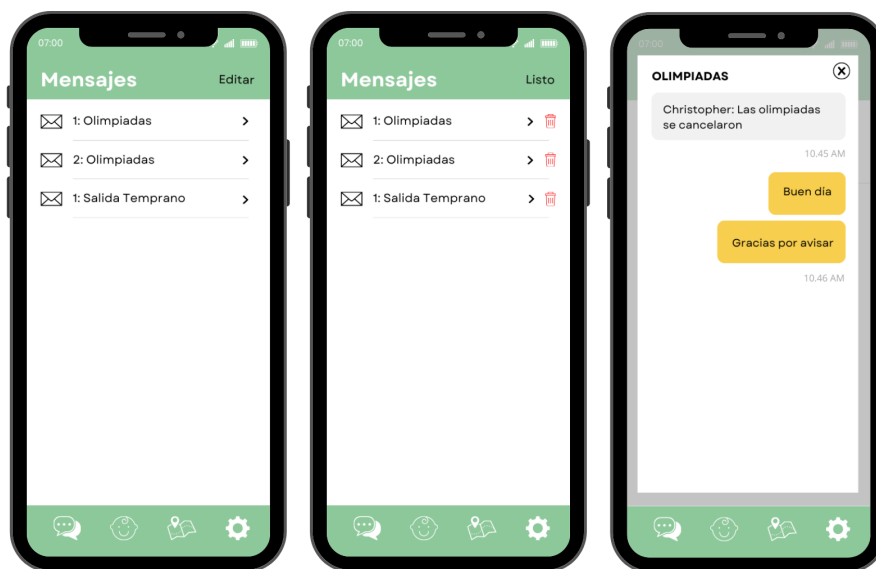 07:00
Mensajes Editar
1: Olimpiadas
2: Olimpiadas
1: Salida Temprano
07:00
Mensajes Listo
1: Olimpiadas
2: Olimpiadas
1: Salida Temprano
07:00
OLIMPIADAS
Christopher: Las olimpiadas
se cancelaron
10.45 AM
Buen día
Gracias por avisar
10.46 AM